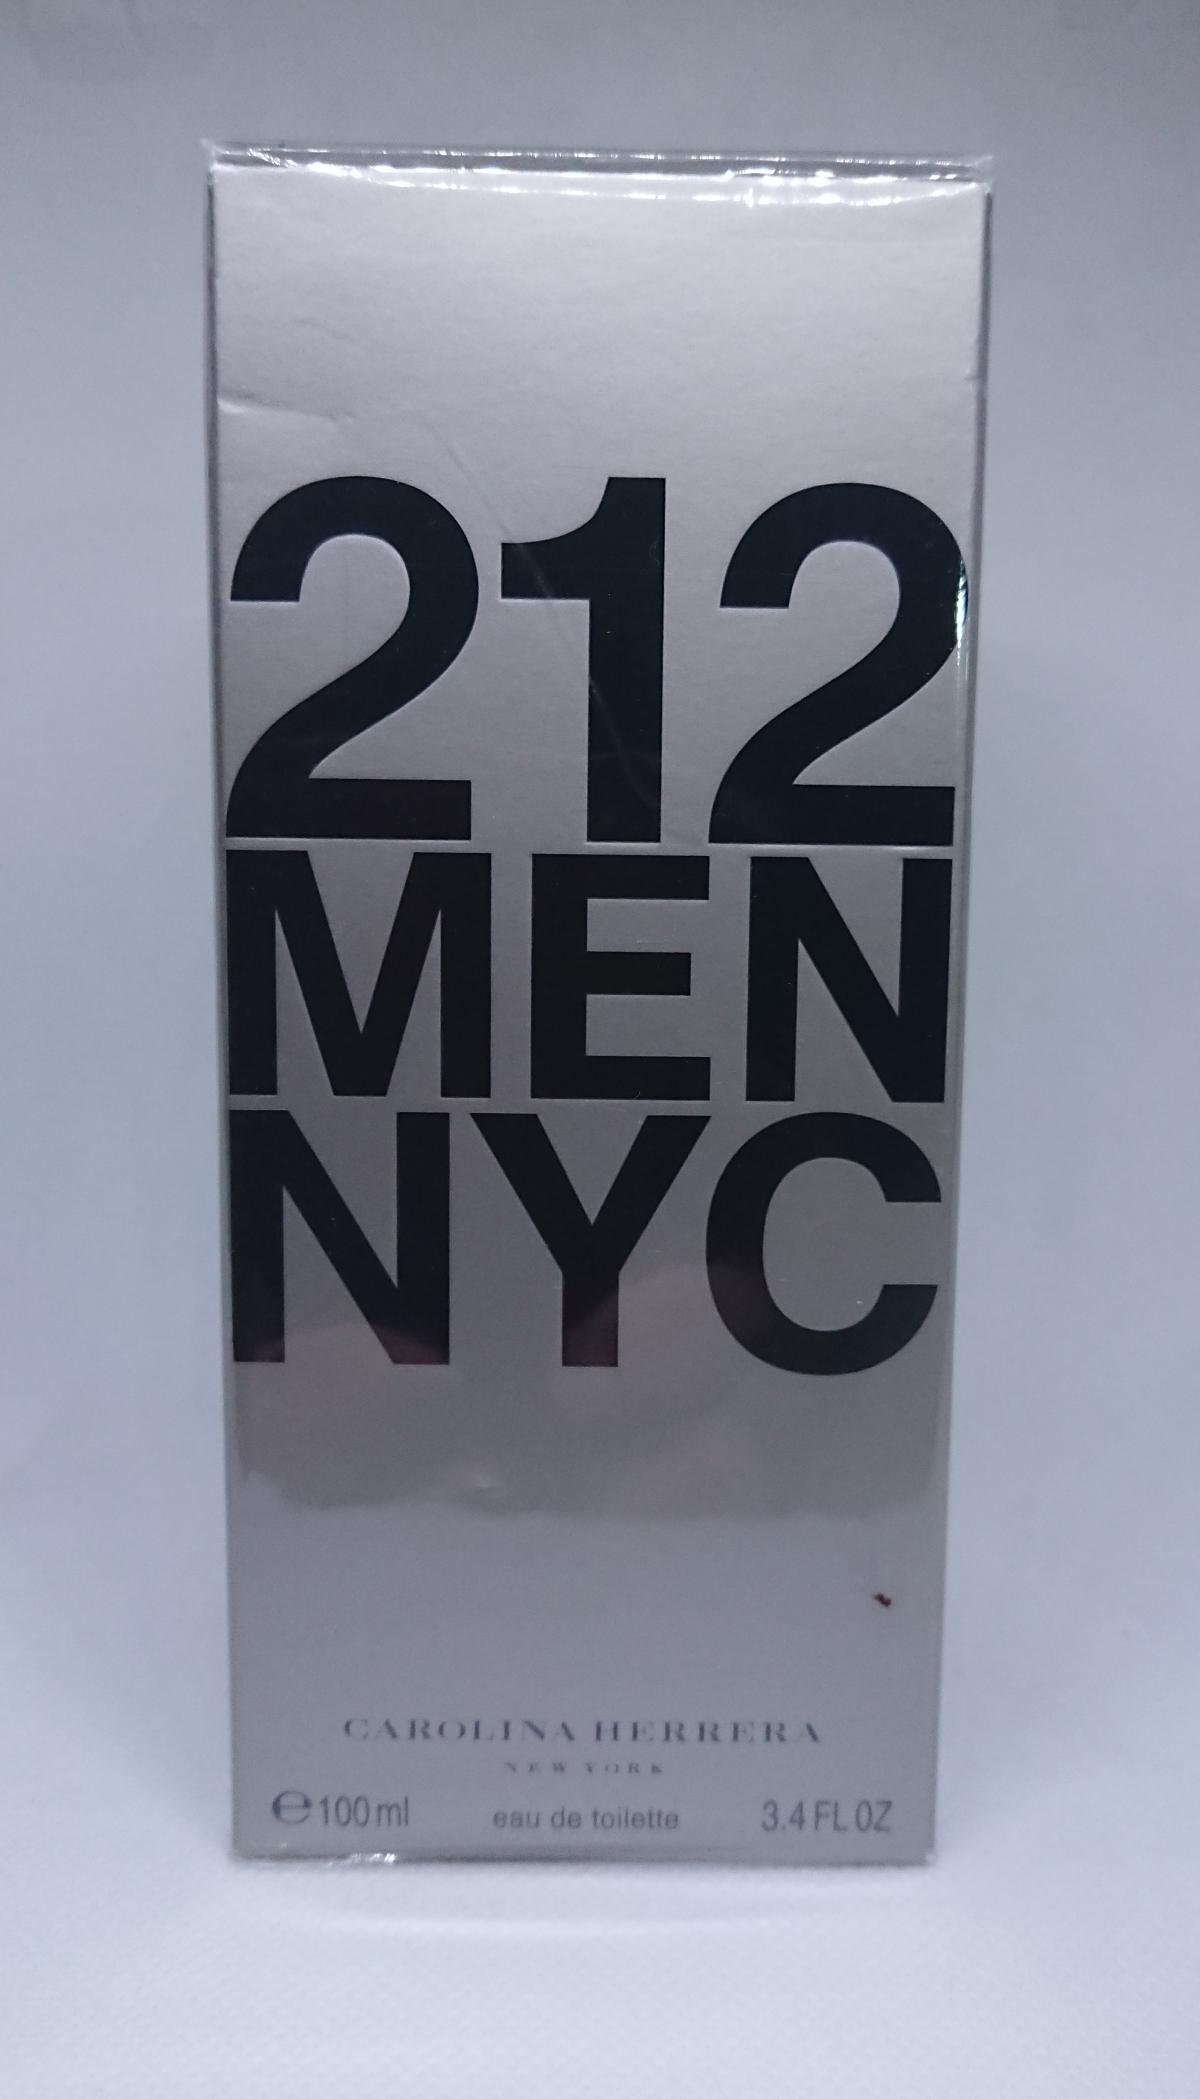 212
MEN
NYC
CAROLINA HERRERA
NEW YORK
℮100ml eau de toilette 3.4 FL OZ